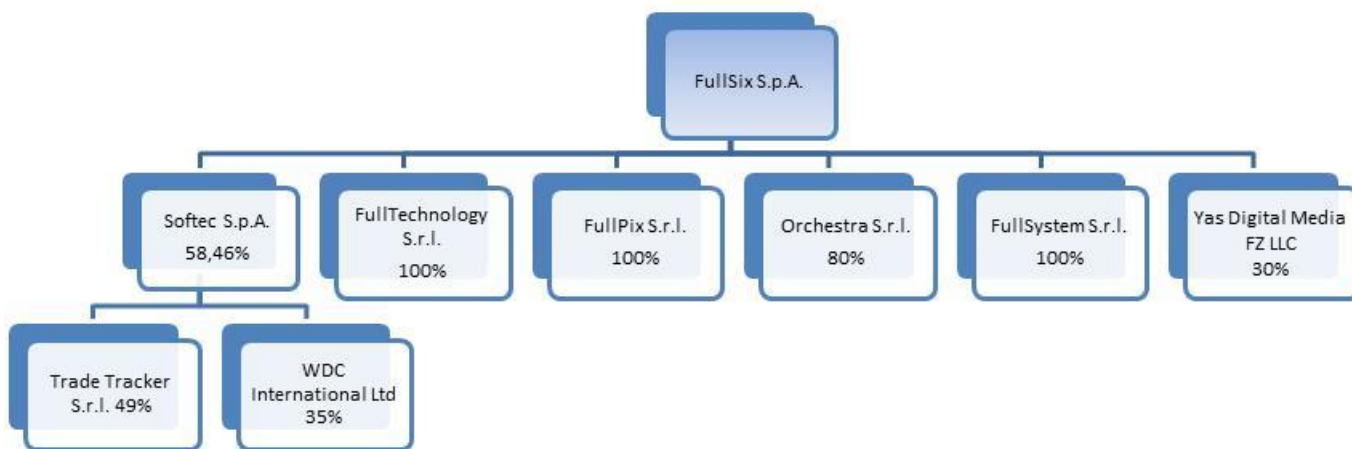 FullSix S.p.A.
Softec S.p.A.
58,46%
FullTechnology
S.r.l.
100%
FullPix S.r.l.
100%
Orchestra S.r.l.
80%
FullSystem S.r.l.
100%
Yas Digital Media
FZ LLC
30%
Trade Tracker
S.r.l. 49%
WDC
International Ltd
35%